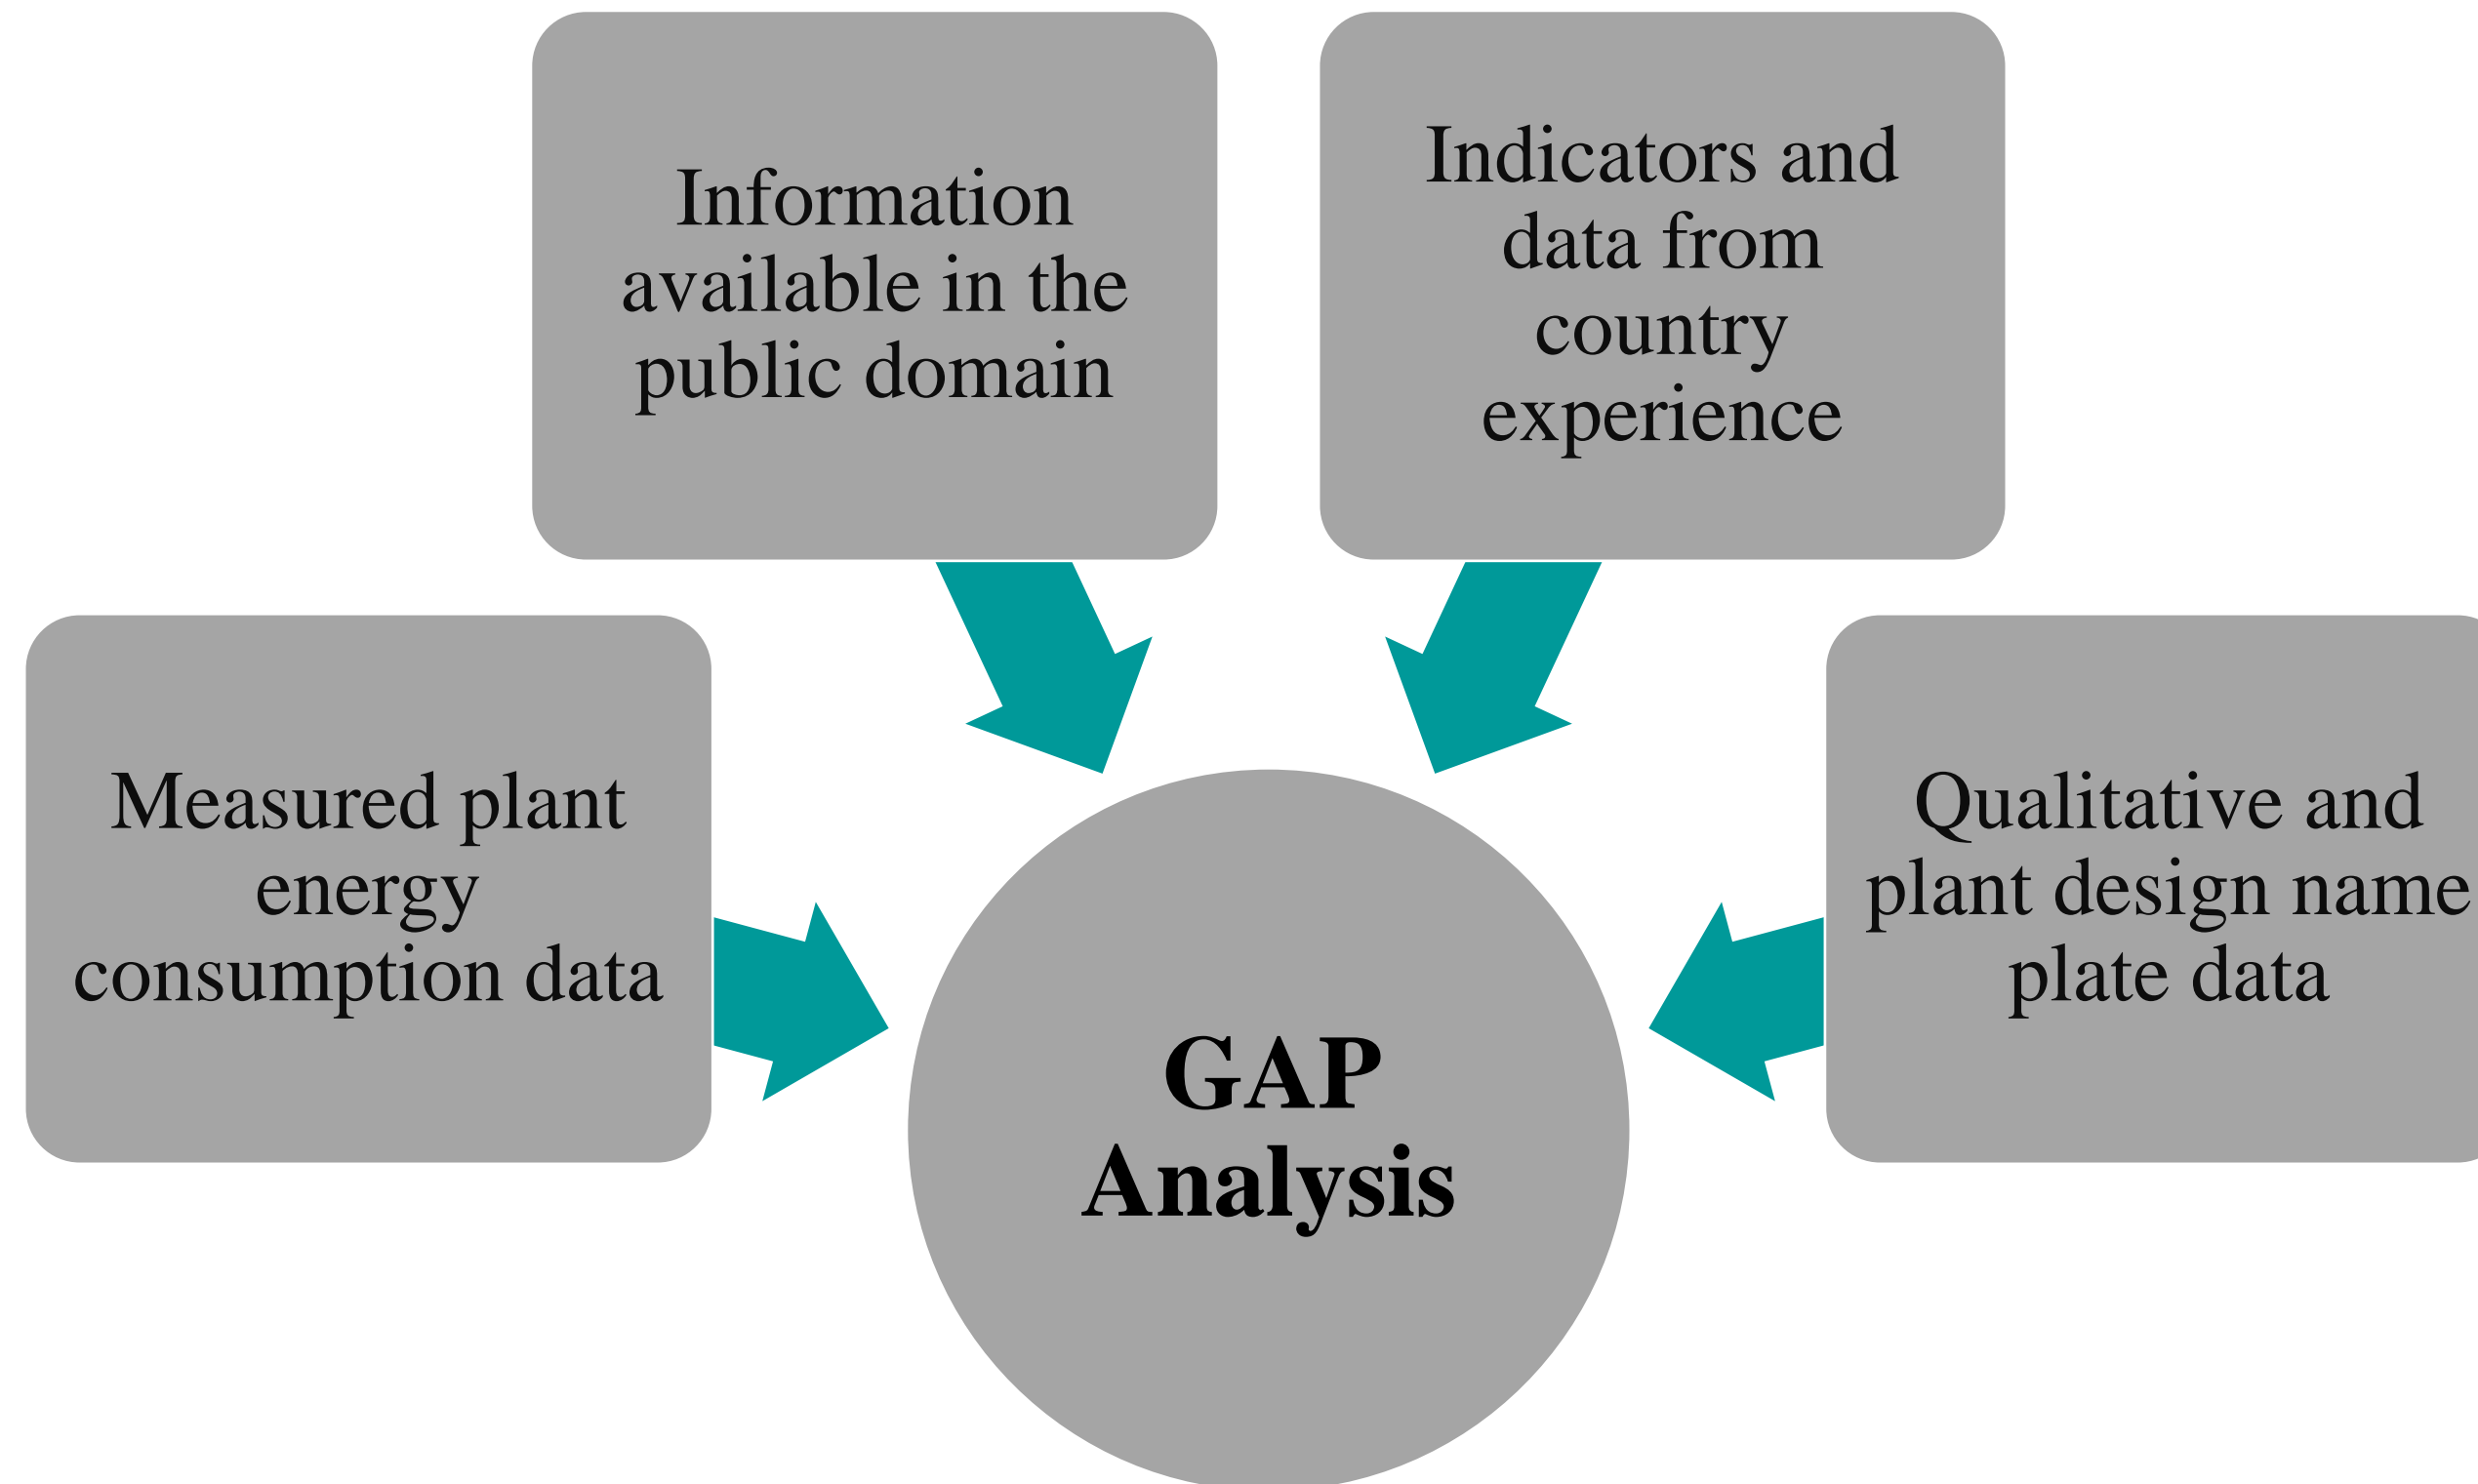 Information
available in the
public domain
Indicators and
data from
country
experience
Measured plant
energy
consumption data
Qualitative and
plant design name
plate data
GAP
Analysis